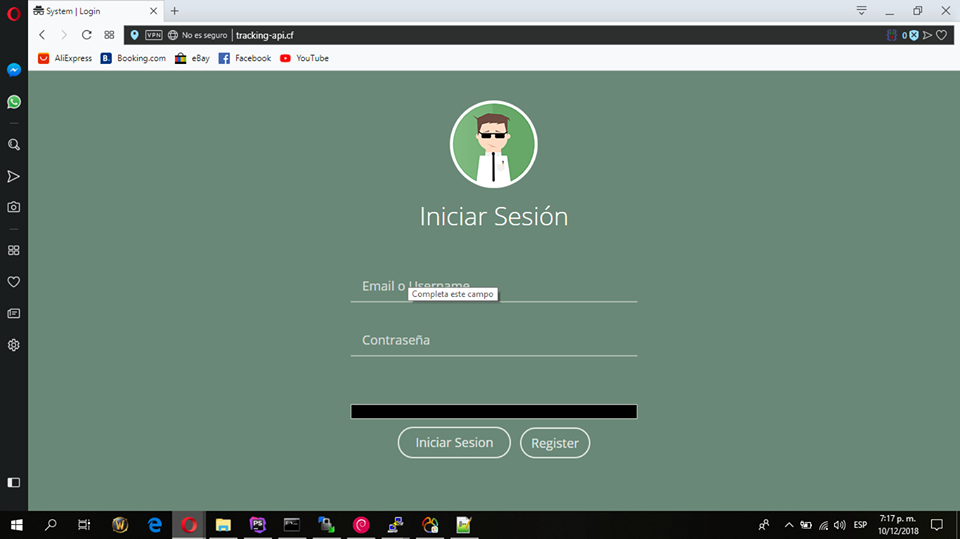 System | Login
VPN No es seguro tracking-api.cf 0
AliExpress B. Booking.com eBay Facebook YouTube
Iniciar Sesión
Email o Username
Completa este campo
Contraseña
Iniciar Sesion Register
PS
ESP 7:17 p. m.
10/12/2018